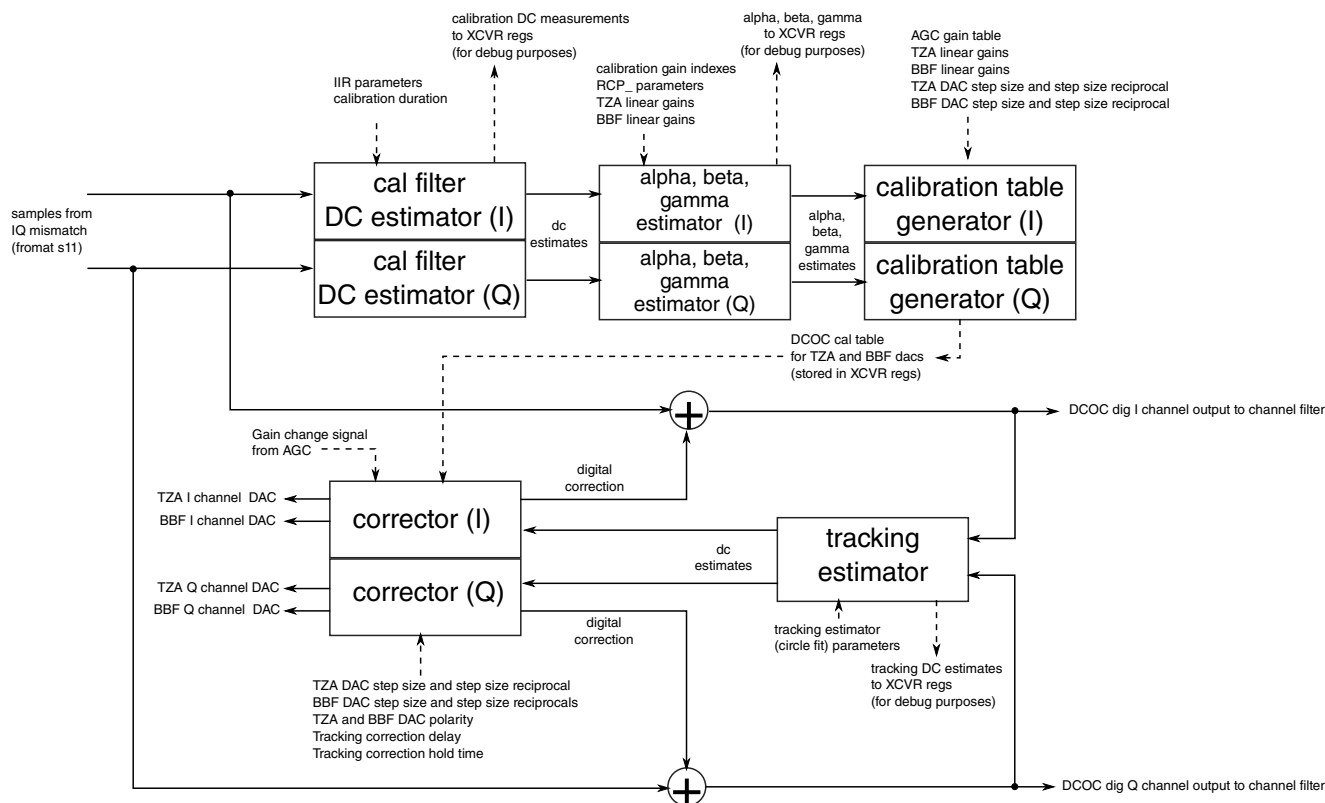 calibration DC measurements
to XCVR regs
(for debug purposes)
alpha, beta, gamma
to XCVR regs
(for debug purposes)
AGC gain table
TZA linear gains
BBF linear gains
TZA DAC step size and step size reciprocal
BBF DAC step size and step size reciprocal
IIR parameters
calibration duration
calibration gain indexes
RCP_ parameters
TZA linear gains
BBF linear gains
samples from
IQ mismatch
(fromat s11)
cal filter
DC estimator (I)
cal filter
DC estimator (Q)
dc
estimates
alpha, beta,
gamma
estimator (I)
alpha, beta,
gamma
estimator (Q)
alpha,
beta,
gamma
estimates
calibration table
generator (I)
calibration table
generator (Q)
DCOC cal table
for TZA and BBF dacs
(stored in XCVR regs)
DCOC dig I channel output to channel filter
Gain change signal
from AGC
digital
correction
TZA I channel DAC
BBF I channel DAC
corrector (I)
TZA Q channel DAC
BBF Q channel DAC
corrector (Q)
dc
estimates
tracking
estimator
digital
correction
tracking estimator
(circle fit) parameters
tracking DC estimates
to XCVR regs
(for debug purposes)
TZA DAC step size and step size reciprocal
BBF DAC step size and step size reciprocals
TZA and BBF DAC polarity
Tracking correction delay
Tracking correction hold time
DCOC dig Q channel output to channel filter